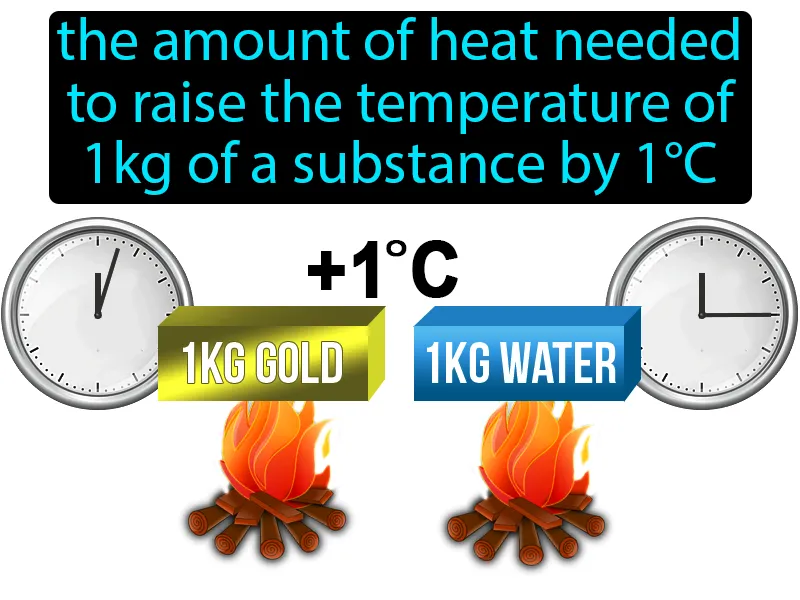 the amount of heat needed
to raise the temperature of
1kg of a substance by 1°C
+1°C
1KG GOLD
1KG WATER